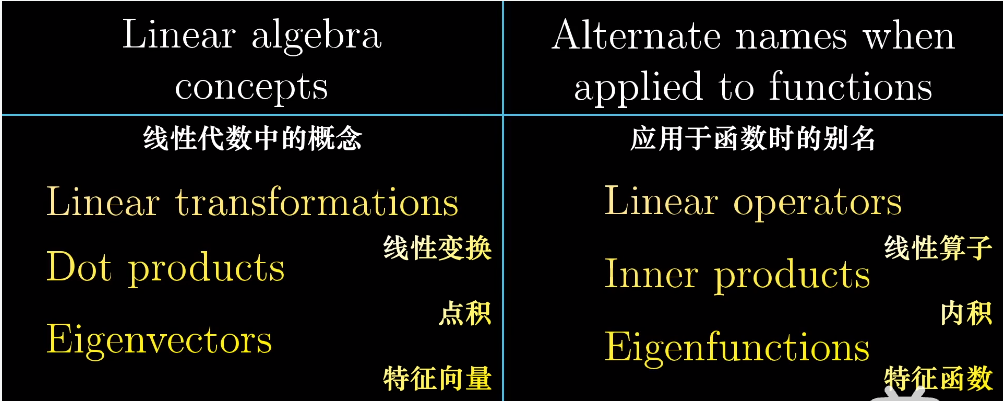 Linear algebra
concepts
Alternate names when
applied to functions
线性代数中的概念
应用于函数时的别名
Linear transformations
线性变换
Dot products
点积
Eigenvectors
特征向量
Linear operators
线性算子
Inner products
内积
Eigenfunctions
特征函数